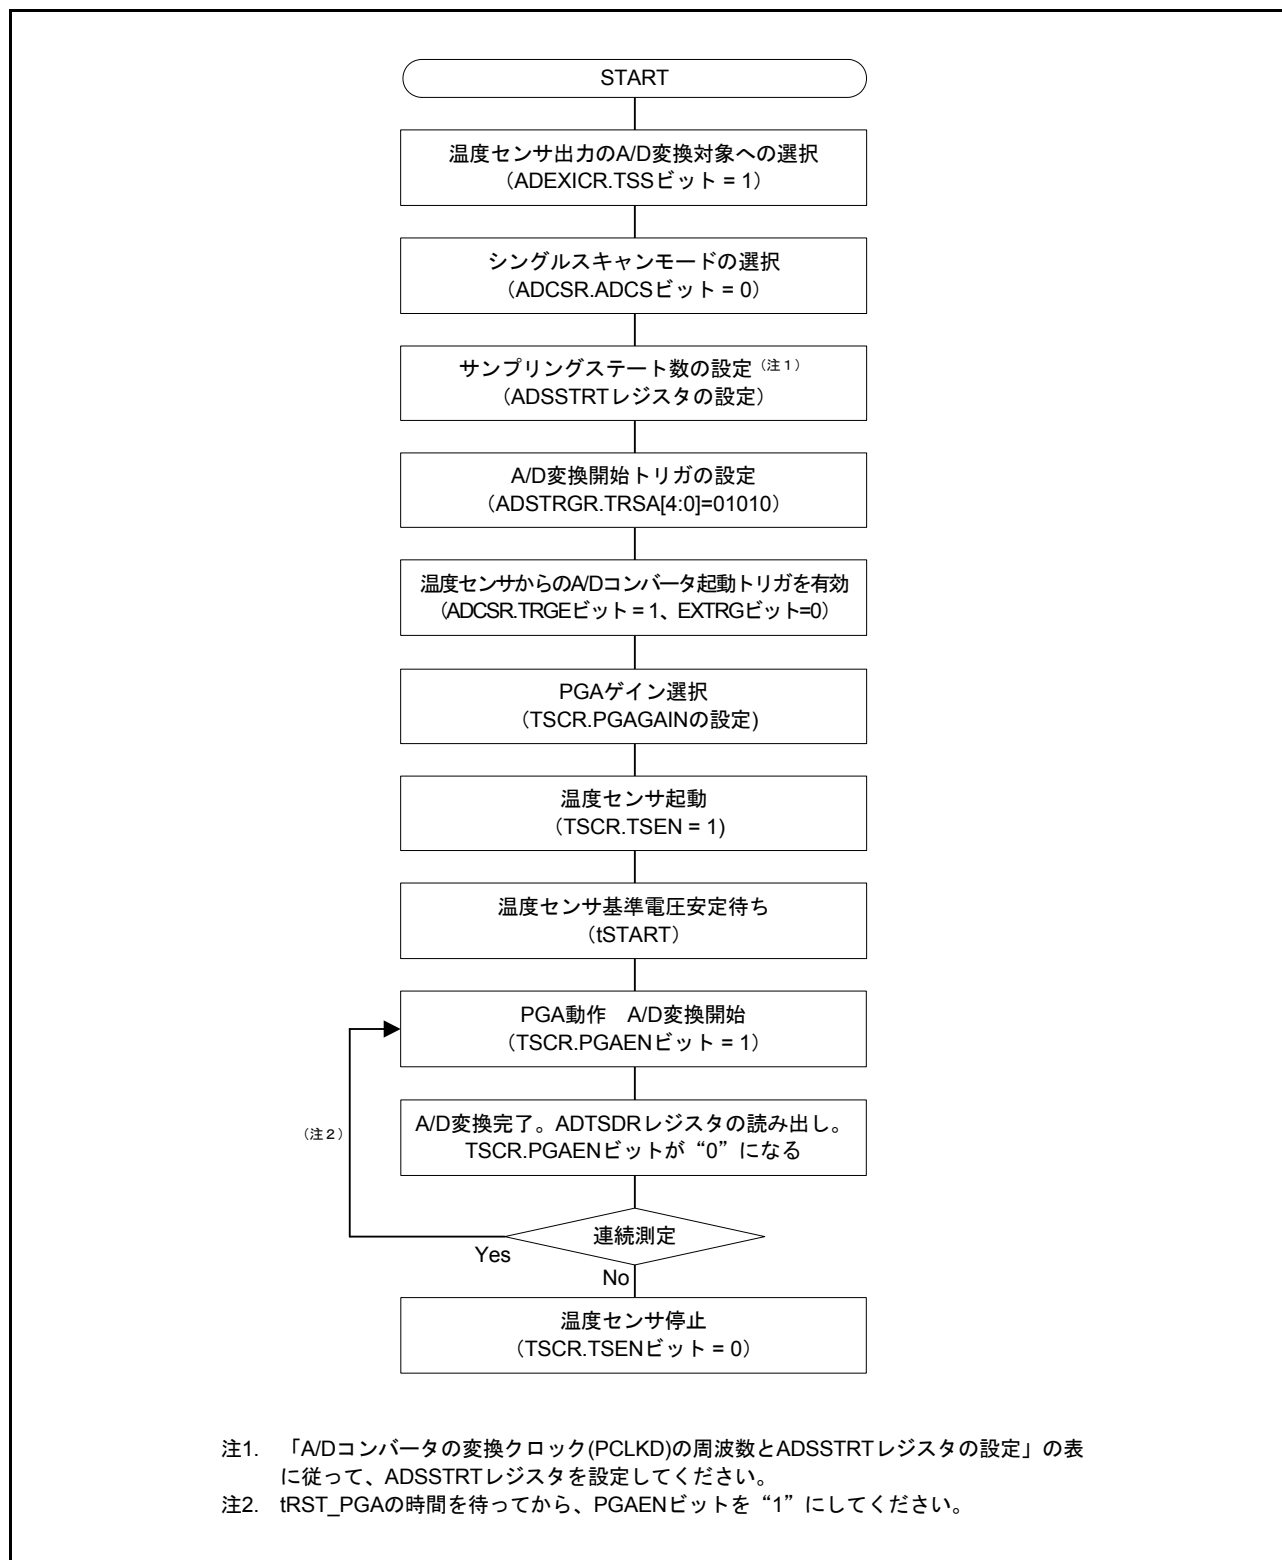 START
温度センサ出力のA/D変換対象への選択
（ADEXICR.TSSビット = 1）
シングルスキャンモードの選択
（ADCSR.ADCSビット = 0）
サンプリングステート数の設定（注１）
（ADSSTRTレジスタの設定）
A/D変換開始トリガの設定
（ADSTRGR.TRSA[4:0]=01010）
温度センサからのA/Dコンバータ起動トリガを有効
（ADCSR.TRGEビット = 1、EXTRGビット=0）
PGAゲイン選択
（TSCR.PGAGAINの設定)
温度センサ起動
（TSCR.TSEN = 1)
温度センサ基準電圧安定待ち
（tSTART）
PGA動作　A/D変換開始
（TSCR.PGAENビット = 1）
（注２）
A/D変換完了。ADTSDRレジスタの読み出し。
TSCR.PGAENビットが“0”になる
連続測定
Yes
No
温度センサ停止
（TSCR.TSENビット = 0）
注1. 「A/Dコンバータの変換クロック(PCLKD)の周波数とADSSTRTレジスタの設定」の表
に従って、ADSSTRTレジスタを設定してください。
注2. tRST_PGAの時間を待ってから、PGAENビットを“1”にしてください。